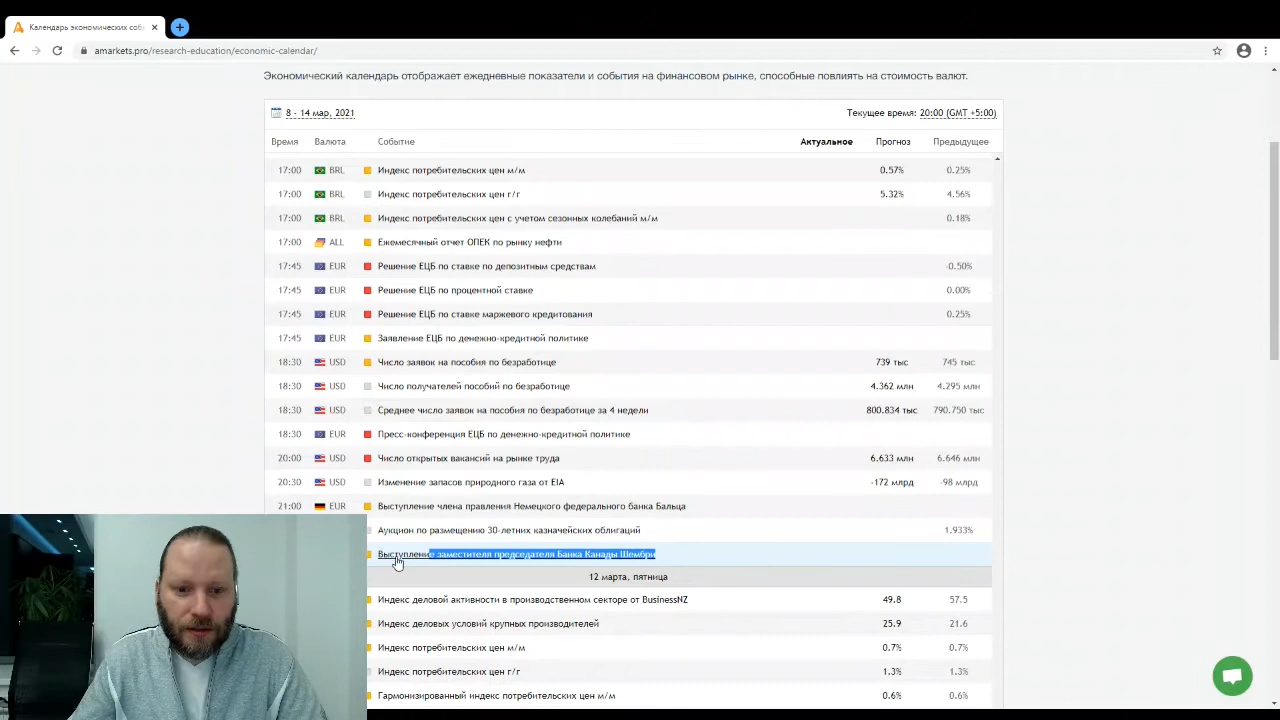 Календарь экономических собы
amarkets.pro/research-education/economic-calendar/
Экономический календарь отображает ежедневные показатели и события на финансовом рынке, способные повлиять на стоимость валют.
8 - 14 мар, 2021 Текущее время: 20:00 (GMT +5:00)
Время Валюта Событие Актуальное Прогноз Предыдущее
17:00 BRL Индекс потребительских цен м/м 0.57% 0.25%
17:00 BRL Индекс потребительских цен г/г 5.32% 4.56%
17:00 BRL Индекс потребительских цен с учетом сезонных колебаний м/м 0.18%
17:00 ALL Ежемесячный отчет ОПЕК по рынку нефти
17:45 EUR Решение ЕЦБ по ставке по депозитным средствам -0.50%
17:45 EUR Решение ЕЦБ по процентной ставке 0.00%
17:45 EUR Решение ЕЦБ по ставке маржевого кредитования 0.25%
17:45 EUR Заявление ЕЦБ по денежно-кредитной политике
18:30 USD Число заявок на пособия по безработице 739 тыс 745 тыс
18:30 USD Число получателей пособий по безработице 4.362 млн 4.295 млн
18:30 USD Среднее число заявок на пособия по безработице за 4 недели 800.834 тыс 790.750 тыс
18:30 EUR Пресс-конференция ЕЦБ по денежно-кредитной политике
20:00 USD Число открытых вакансий на рынке труда 6.633 млн 6.646 млн
20:30 USD Изменение запасов природного газа от EIA -172 млрд -98 млрд
21:00 EUR Выступление члена правления Немецкого федерального банка Бальца
Аукцион по размещению 30-летних казначейских облигаций 1.933%
Выступление заместителя председателя Банка Канады Шембри
12 марта, пятница
Индекс деловой активности в производственном секторе от BusinessNZ 49.8 57.5
Индекс деловых условий крупных производителей 25.9 21.6
Индекс потребительских цен м/м 0.7% 0.7%
Индекс потребительских цен г/г 1.3% 1.3%
Гармонизированный индекс потребительских цен м/м 0.6% 0.6%